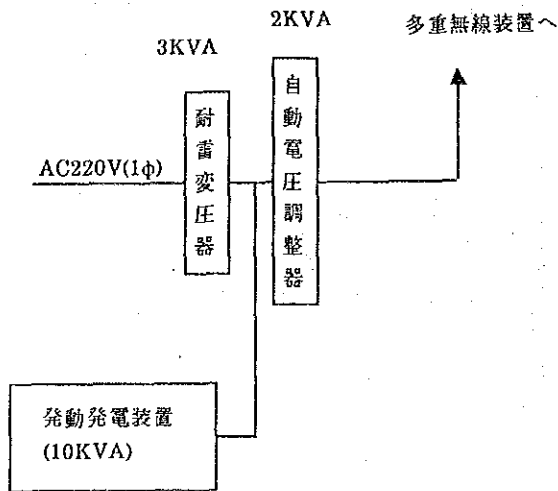 2KVA
多重無線装置へ
3KVA
耐雷変圧器
自動電圧調整器
AC220V(1φ)
発動発電装置
(10KVA)